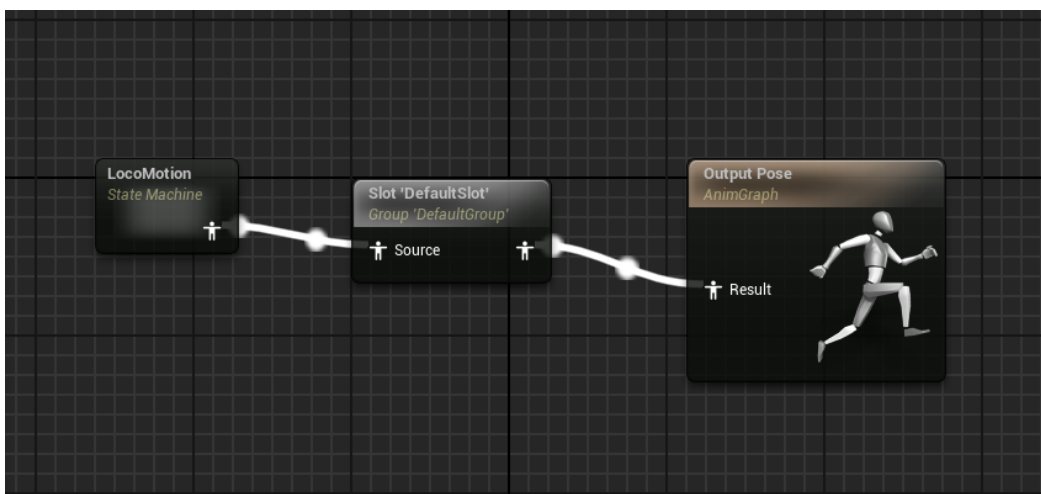 LocoMotion
State Machine
Slot 'DefaultSlot'
Group 'DefaultGroup'
Source
Output Pose
AnimGraph
Result